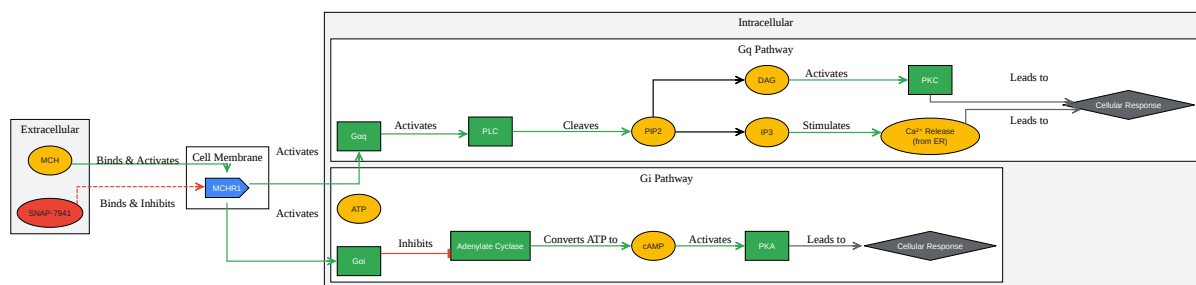 Intracellular
Gq Pathway
DAG
Activates
PKC
Leads to
Cellular Response
Gαq
Activates
PLC
Cleaves
PIP2
IP3
Stimulates
Ca²⁺ Release
(from ER)
Leads to
Extracellular
MCH
Binds & Activates
Cell Membrane
MCHR1
Activates
SNAP-7941
Binds & Inhibits
Activates
Gi Pathway
ATP
Gαi
Inhibits
Adenylate Cyclase
Converts ATP to
cAMP
Activates
PKA
Leads to
Cellular Response